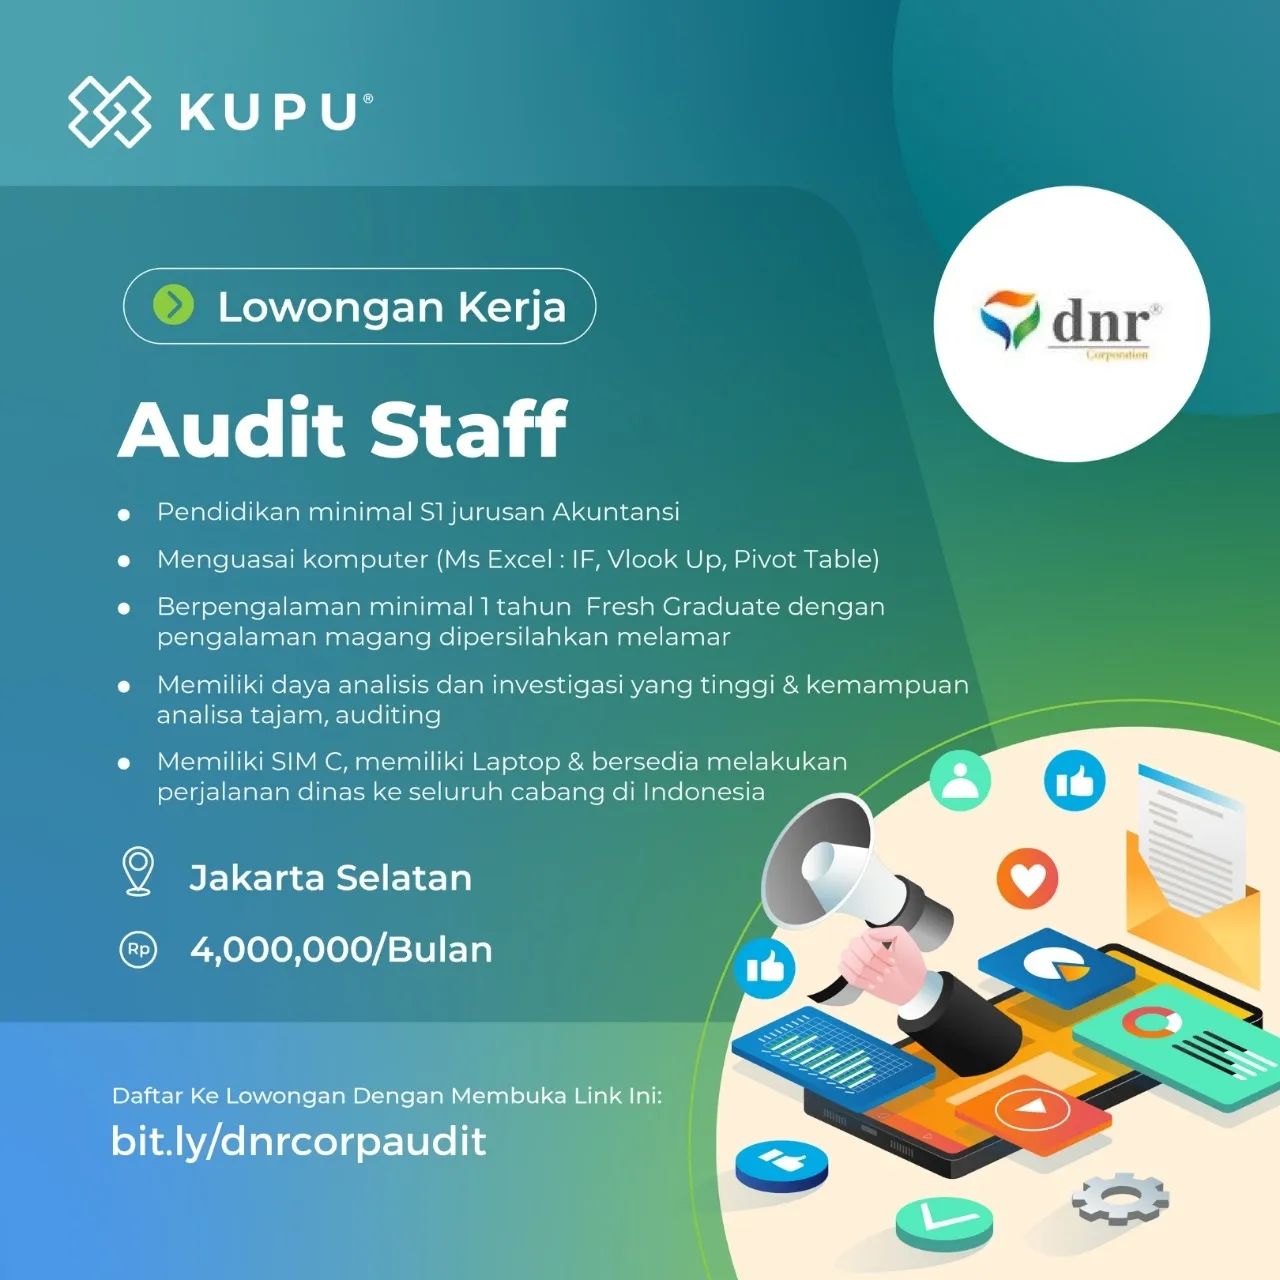 KUPU®
dnr®
Corporation
Lowongan Kerja
Audit Staff
• Pendidikan minimal S1 jurusan Akuntansi
• Menguasai komputer (Ms Excel : IF, Vlook Up, Pivot Table)
• Berpengalaman minimal 1 tahun  Fresh Graduate dengan
pengalaman magang dipersilahkan melamar
• Memiliki daya analisis dan investigasi yang tinggi & kemampuan
analisa tajam, auditing
• Memiliki SIM C, memiliki Laptop & bersedia melakukan
perjalanan dinas ke seluruh cabang di Indonesia
Jakarta Selatan
Rp 4,000,000/Bulan
Daftar Ke Lowongan Dengan Membuka Link Ini:
bit.ly/dnrcorpaudit